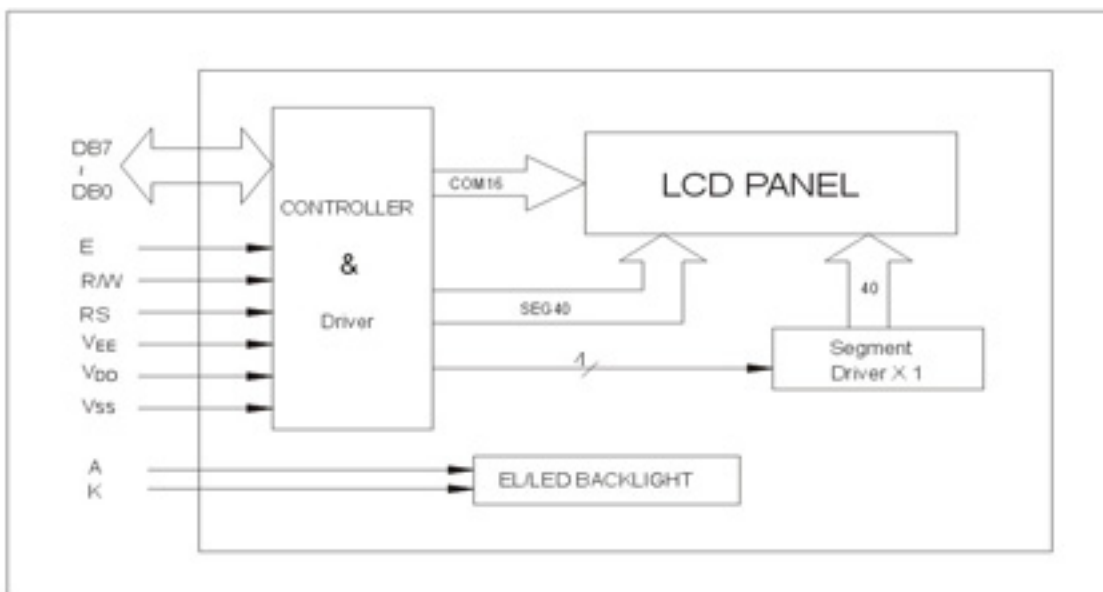 DB7
~
DB0
E
R/W
RS
VEE
VDD
VSS
A
K
CONTROLLER
&
Driver
COM16
SEG40
4
LCD PANEL
40
Segment
Driver X 1
EL/LED BACKLIGHT